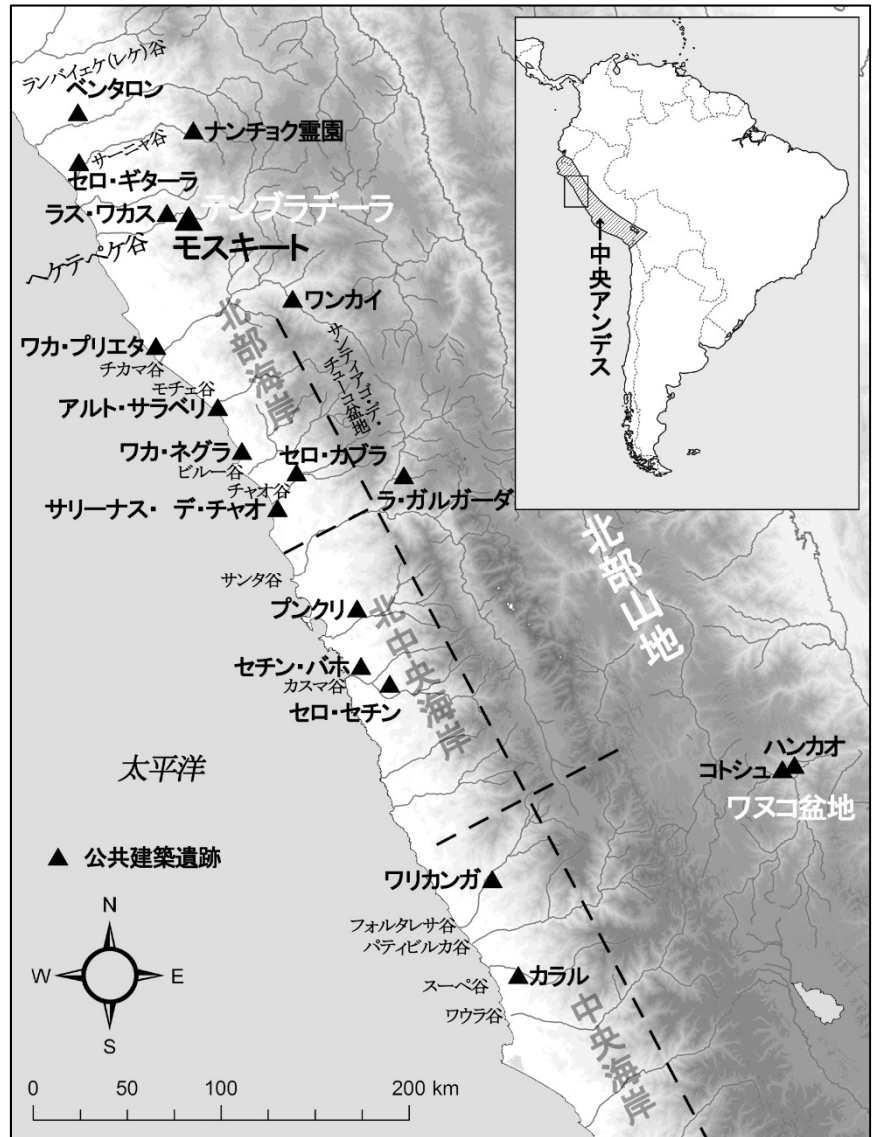 ランバイェケ(レケ)谷
ベンタロン
ナンチョク霊園
サーニャ谷
セロ・ギターラ
ラス・ワカス
テンブラデーラ
モスキート
ヘケテペケ谷
ワンカイ
北部海岸
サンティアゴ・デ・
チューコ盆地
ワカ・プリエタ
チカマ谷
モチェ谷
アルト・サラベリ
ワカ・ネグラ
ビルー谷
セロ・カブラ
チャオ谷
ラ・ガルガーダ
サリーナス・ デ・チャオ
サンタ谷
プンクリ
北中央海岸
セチン・バホ
カスマ谷
セロ・セチン
中央アンデス
北部山地
ハンカオ
コトシュ
ワヌコ盆地
太平洋
公共建築遺跡
ワリカンガ
フォルタレサ谷
パティビルカ谷
カラル
スーペ谷
ワウラ谷
中央海岸
N
W
E
S
0 50 100 200 km